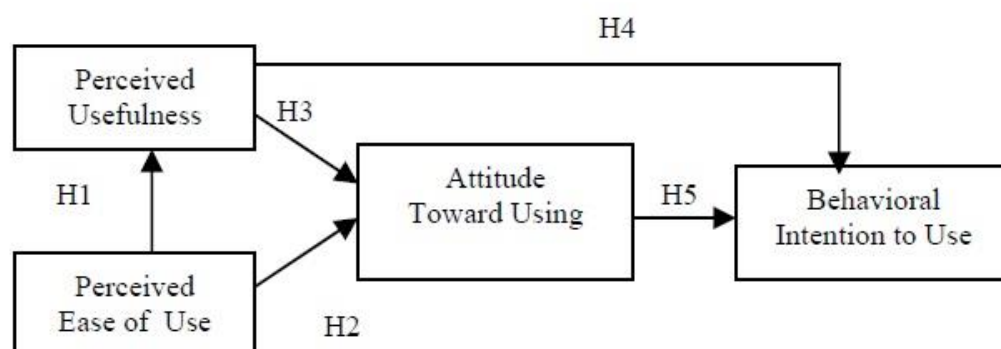 H4
Perceived
Usefulness
H3
Attitude
Toward Using
H1
H5
Behavioral
Intention to Use
Perceived
Ease of  Use
H2